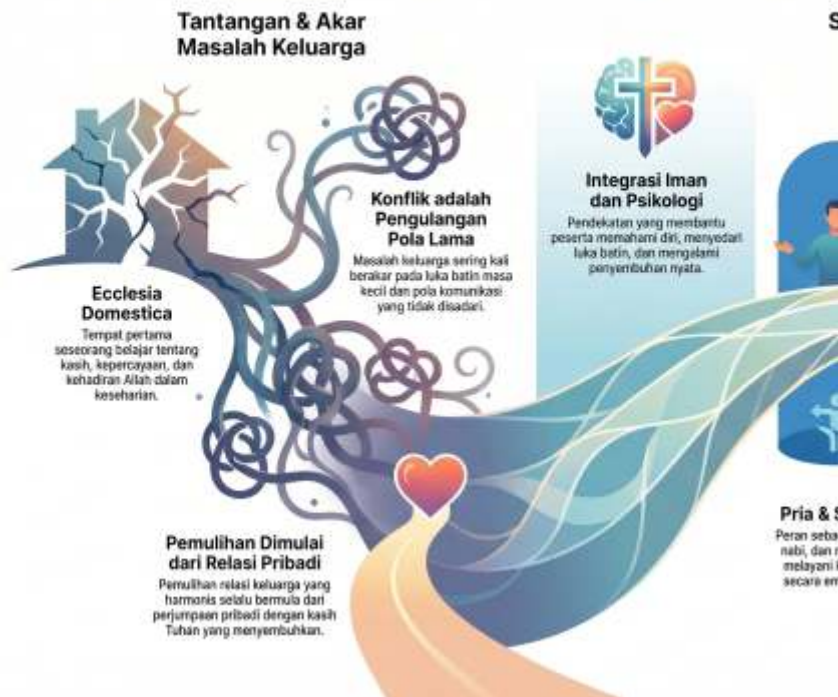 Tantangan & Akar
Masalah Keluarga
S
Ecclesia
Domestica
Tempat pertama
seseorang belajar tentang
kasih, kepercayaan, dan
kehadiran Allah dalam
keseharian.
Konflik adalah
Pengulangan
Pola Lama
Masalah keluarga sering kali
berakar pada luka batin masa
kecil dan pola komunikasi
yang tidak disadari.
Pemulihan Dimulai
dari Relasi Pribadi
Pemulihan relasi keluarga yang
harmonis selalu bermula dari
perjumpaan pribadi dengan kasih
Tuhan yang menyembuhkan.
Integrasi Iman
dan Psikologi
Pendekatan yang membantu
peserta memahami diri, menyedari
luka batin, dan mengalami
penyembuhan nyata.
Pria & S
Peran seba
nabi, dan
melayani
secara em